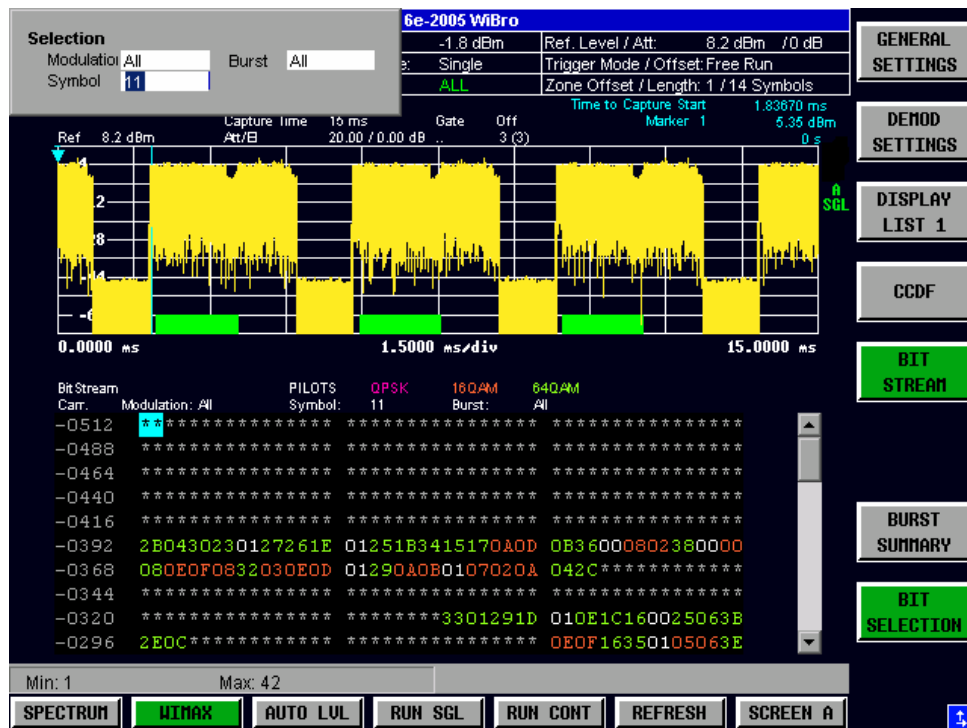 6e-2005 WiBro
Selection
Modulation All Burst All
Symbol 11
-1.8 dBm Ref. Level / Att: 8.2 dBm /0 dB
e: Single Trigger Mode / Offset: Free Run
ALL Zone Offset / Length: 1 / 14 Symbols
Time to Capture Start 1.83670 ms
Capture Time 15 ms Gate Off Marker 1 5.35 dBm
Ref 8.2 dBm Att/El 20.00 / 0.00 dB .. 3 (3) 0 s
A
SGL
0.0000 ms 1.5000 ms/div 15.0000 ms
BitStream PILOTS QPSK 16QAM 64QAM
Carr. Modulation: All Symbol: 11 Burst: All
-0512 **************** **************** ****************
-0488 **************** **************** ****************
-0464 **************** **************** ****************
-0440 **************** **************** ****************
-0416 **************** **************** ****************
-0392 2B0430230127261E 01251B3415170A0D 0B36000802380000
-0368 080E0F0832030E0D 01290A0B0107020A 042C************
-0344 **************** **************** ****************
-0320 **************** ********3301291D 010E1C160025063B
-0296 2E0C************ **************** 0E0F16350105063E
Min: 1 Max: 42
SPECTRUM WIMAX AUTO LVL RUN SGL RUN CONT REFRESH SCREEN A
GENERAL
SETTINGS
DEMOD
SETTINGS
DISPLAY
LIST 1
CCDF
BIT
STREAM
BURST
SUMMARY
BIT
SELECTION